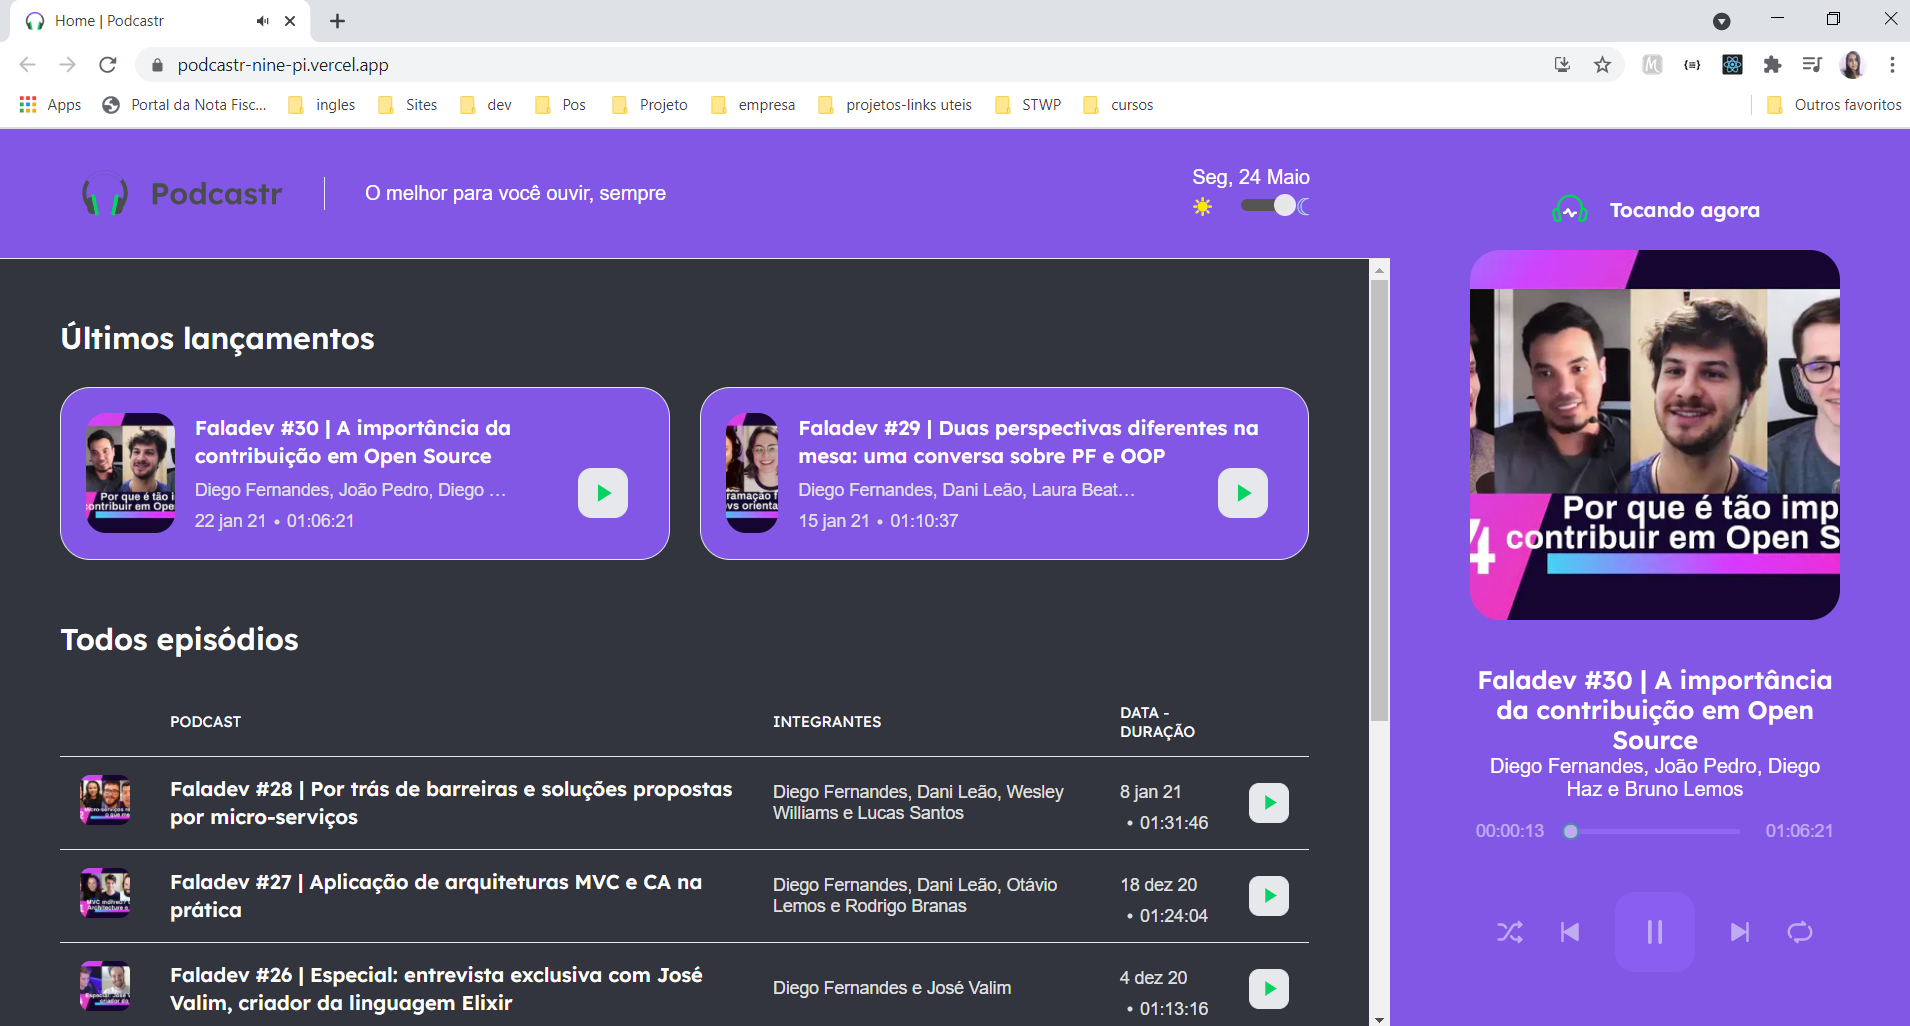 Home | Podcastr
podcastr-nine-pi.vercel.app
Apps
Portal da Nota Fisc...
ingles
Sites
dev
Pos
Projeto
empresa
projetos-links uteis
STWP
cursos
Outros favoritos
Podcastr
O melhor para você ouvir, sempre
Seg, 24 Maio
Últimos lançamentos
Por que é tão i
contribuir em Ope
Faladev #30 | A importância da
contribuição em Open Source
Diego Fernandes, João Pedro, Diego …
22 jan 21 • 01:06:21
ramação f
vs orienta
Faladev #29 | Duas perspectivas diferentes na
mesa: uma conversa sobre PF e OOP
Diego Fernandes, Dani Leão, Laura Beat…
15 jan 21 • 01:10:37
Todos episódios
PODCAST
INTEGRANTES
DATA -
DURAÇÃO
Faladev #28 | Por trás de barreiras e soluções propostas
por micro-serviços
Diego Fernandes, Dani Leão, Wesley
Williams e Lucas Santos
8 jan 21
• 01:31:46
Faladev #27 | Aplicação de arquiteturas MVC e CA na
prática
Diego Fernandes, Dani Leão, Otávio
Lemos e Rodrigo Branas
18 dez 20
• 01:24:04
Faladev #26 | Especial: entrevista exclusiva com José
Valim, criador da linguagem Elixir
Diego Fernandes e José Valim
4 dez 20
• 01:13:16
Tocando agora
Por que é tão imp
4 contribuir em Open S
Faladev #30 | A importância
da contribuição em Open
Source
Diego Fernandes, João Pedro, Diego
Haz e Bruno Lemos
00:00:13
01:06:21